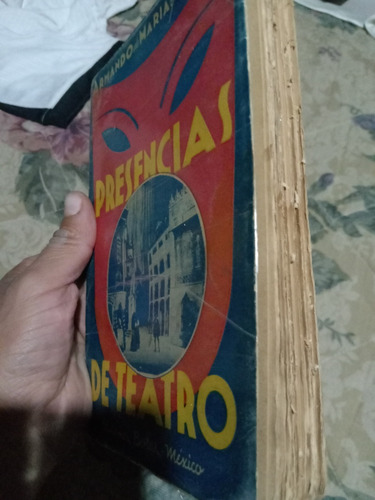 ARMANDO DE MARIA
PRESENCIAS
DE TEATRO
México